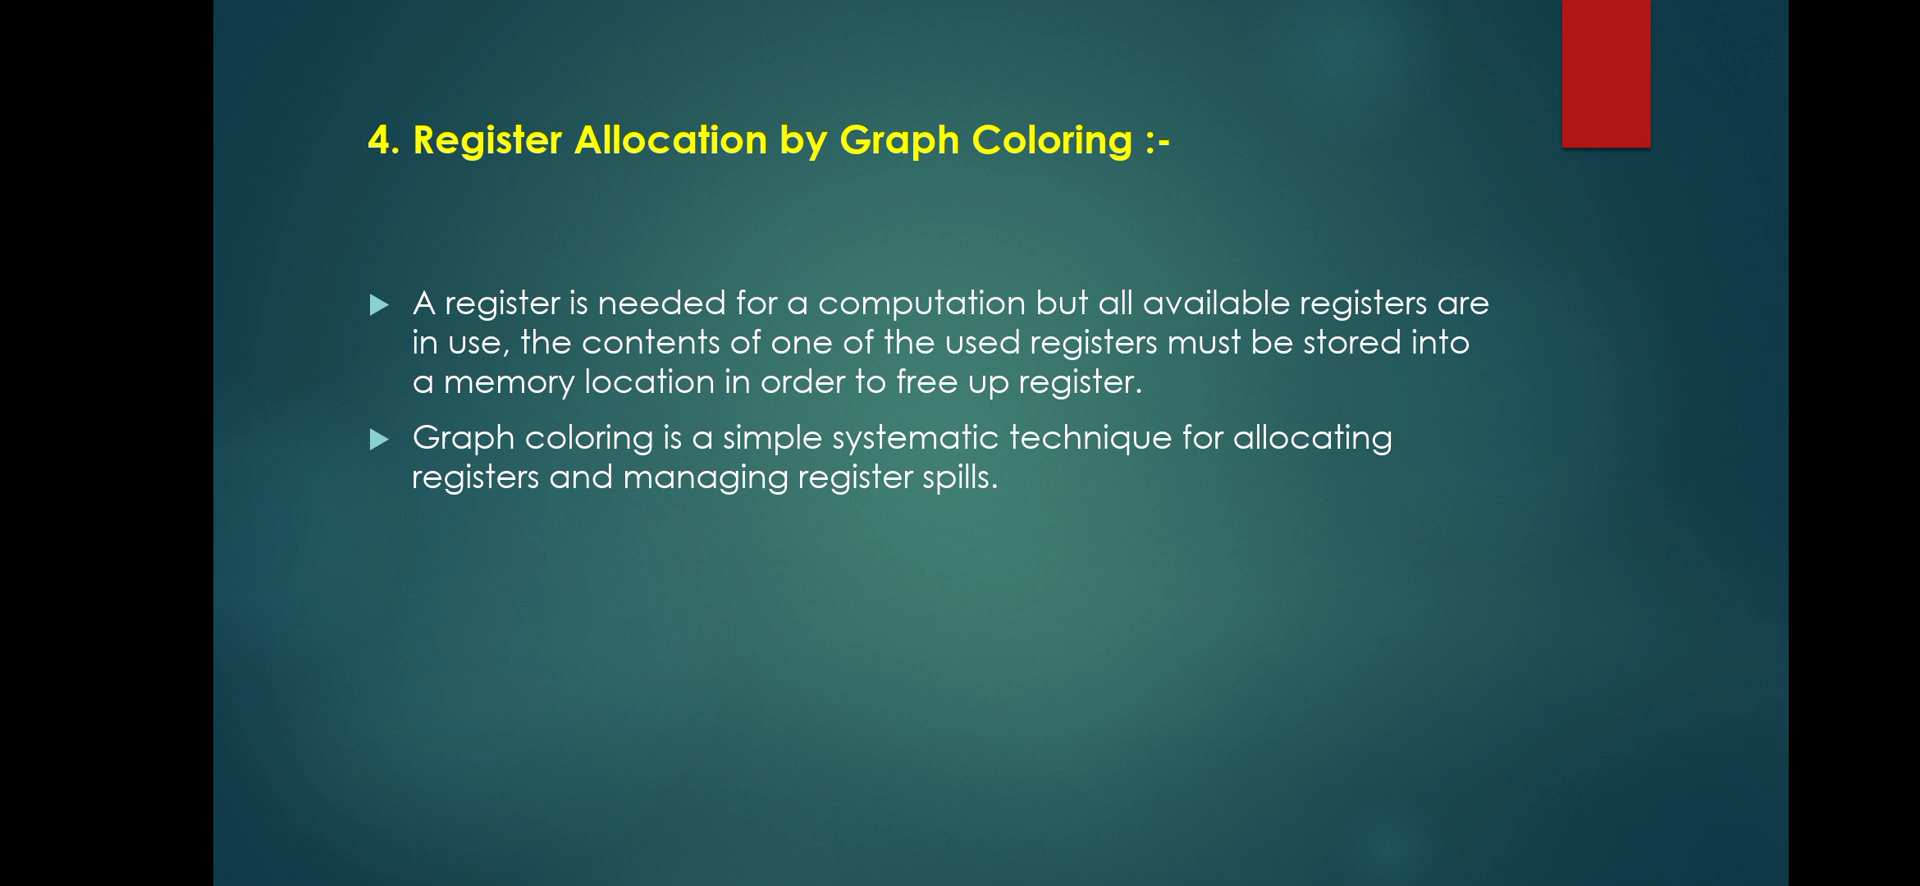 4. Register Allocation by Graph Coloring :-
A register is needed for a computation but all available registers are
in use, the contents of one of the used registers must be stored into
a memory location in order to free up register.
Graph coloring is a simple systematic technique for allocating
registers and managing register spills.